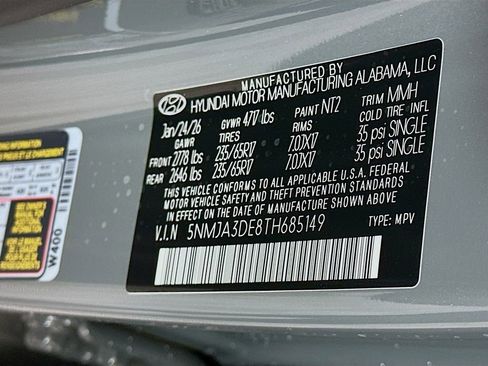 MANUFACTURED BY
HYUNDAI MOTOR MANUFACTURING ALABAMA, LLC
Jan/24/26 GVWR 4717 lbs PAINT NT2 TRIM MMH
TIRES RIMS COLD TIRE INFL
FRONT 2778 lbs 235/65R17 7.0JX17 35 psi SINGLE
REAR 2646 lbs 235/65R17 7.0JX17 35 psi SINGLE
THIS VEHICLE CONFORMS TO ALL APPLICABLE U.S.A. FEDERAL
MOTOR VEHICLE SAFETY AND THEFT PREVENTION STANDARDS
IN EFFECT ON THE DATE OF MANUFACTURE SHOWN ABOVE.
V.I.N 5NMJA3DE8TH685149 TYPE: MPV
W400